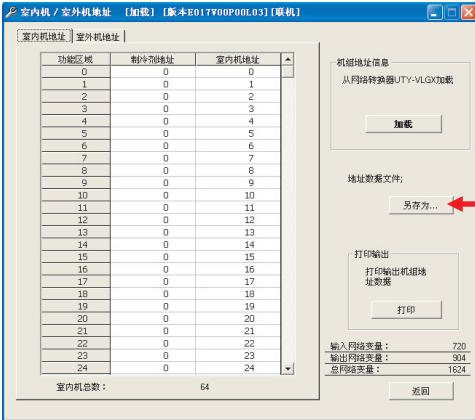 室内机 / 室外机地址 [加载] [版本E017V00P00L03] [联机]
室内机地址 室外机地址
功能区域 制冷剂地址 室内机地址
0 0 0
1 0 1
2 0 2
3 0 3
4 0 4
5 0 5
6 0 6
7 0 7
8 0 8
9 0 9
10 0 10
11 0 11
12 0 12
13 0 13
14 0 14
15 0 15
16 0 16
17 0 17
18 0 18
19 0 19
20 0 20
21 0 21
22 0 22
23 0 23
24 0 24
室内机总数： 64
机组地址信息
从网络转换器UTY-VLGX加载
加载
地址数据文件;
另存为...
打印输出
打印输出机组地
址数据
打印
输入网络变量： 720
输出网络变量： 904
总网络变量： 1624
返回